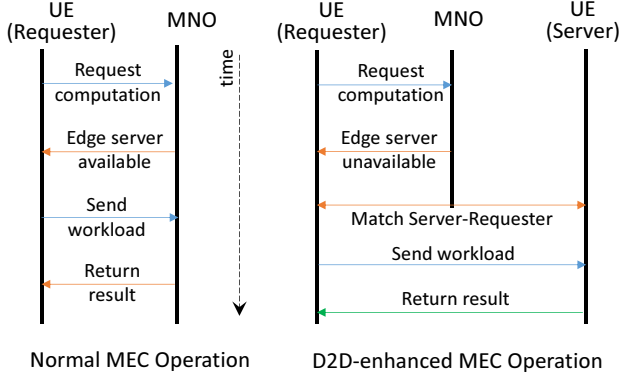 UE
(Requester)
MNO
Request
computation
Edge server
available
Send
workload
Return
result
time
Normal MEC Operation
UE
(Requester)
MNO
UE
(Server)
Request
computation
Edge server
unavailable
Match Server-Requester
Send workload
Return result
D2D-enhanced MEC Operation